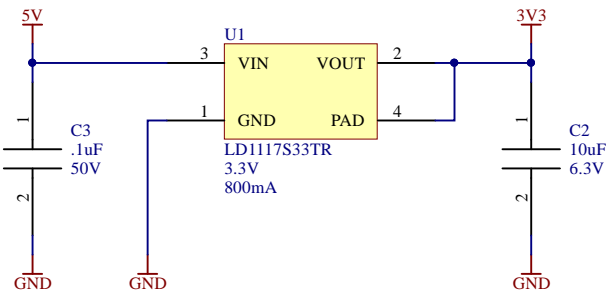 5V
3V3
U1
3 VIN VOUT 2
1 GND PAD 4
1
C3
.1uF
50V
2
LD1117S33TR
3.3V
800mA
1
C2
10uF
6.3V
2
GND
GND
GND